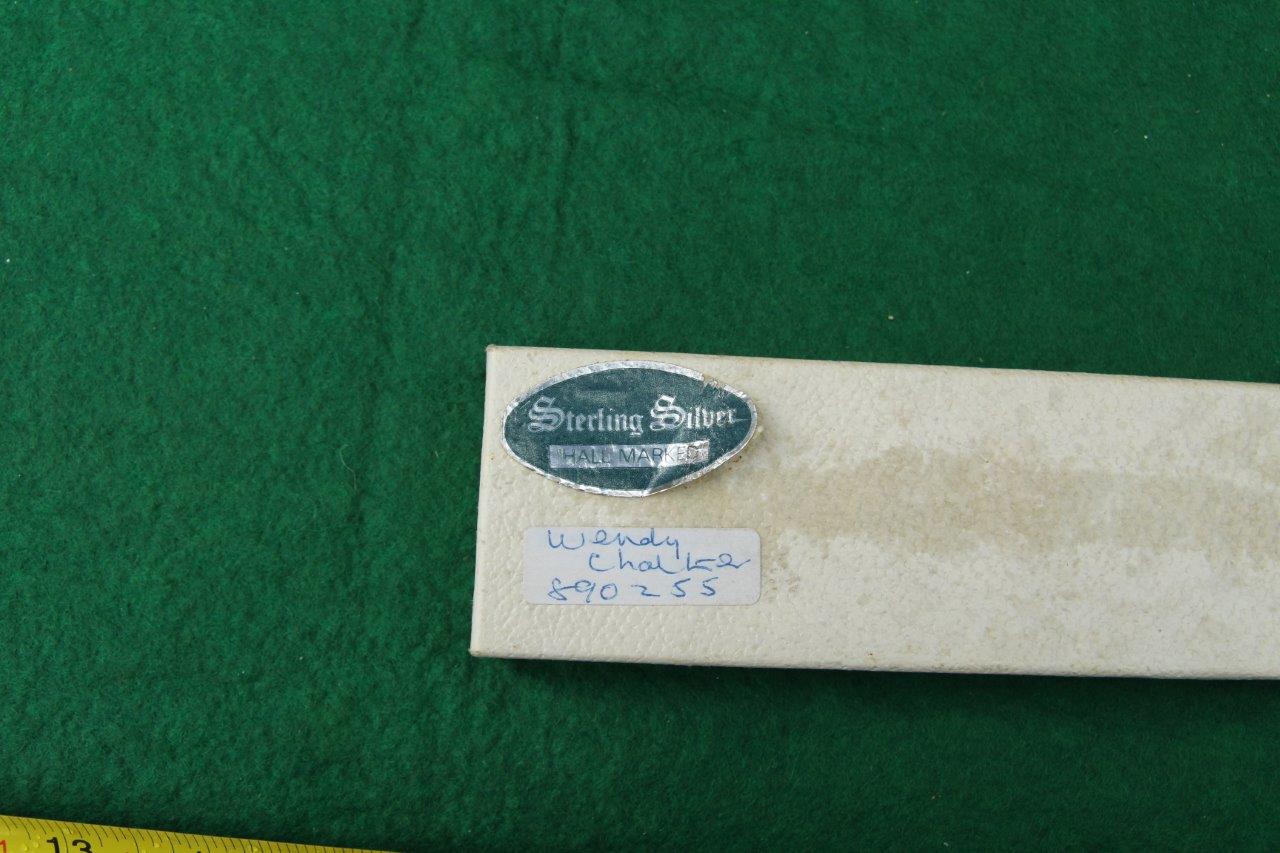 Sterling Silver
HALL MARKED
Wendy
Chalker
890255
13